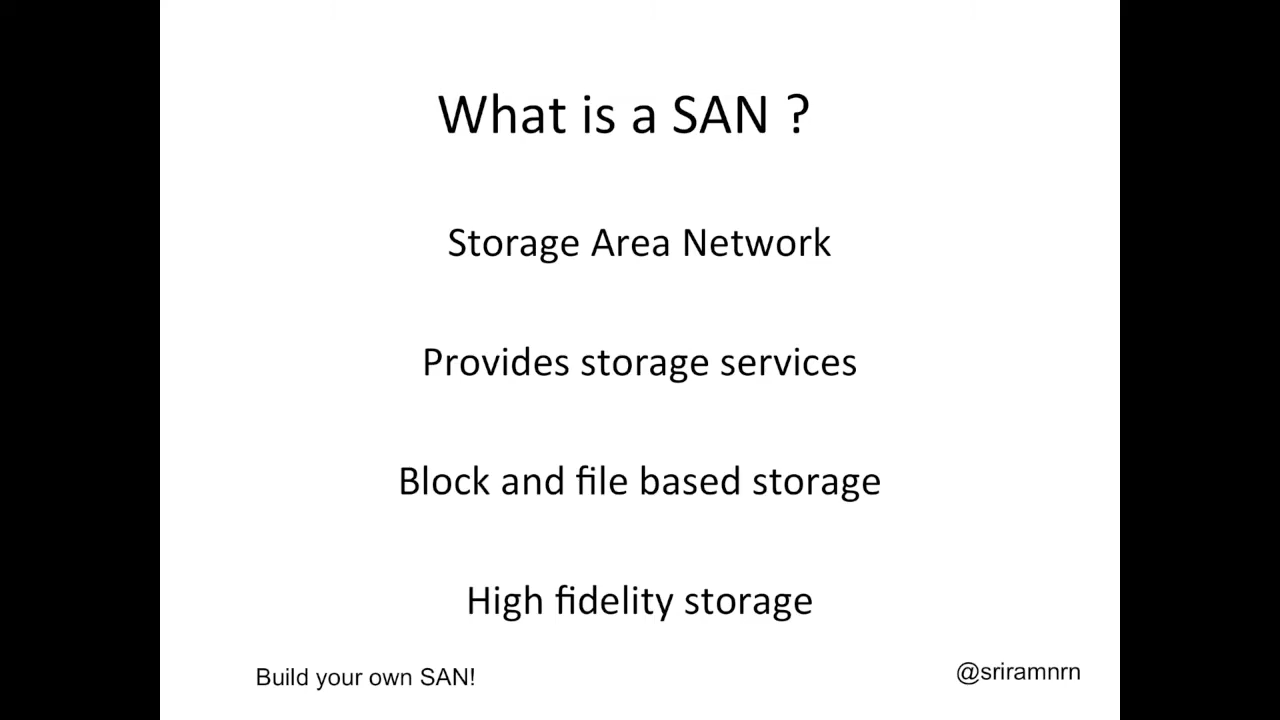 What is a SAN ?
Storage Area Network
Provides storage services
Block and file based storage
High fidelity storage
Build your own SAN!
@sriramnrn